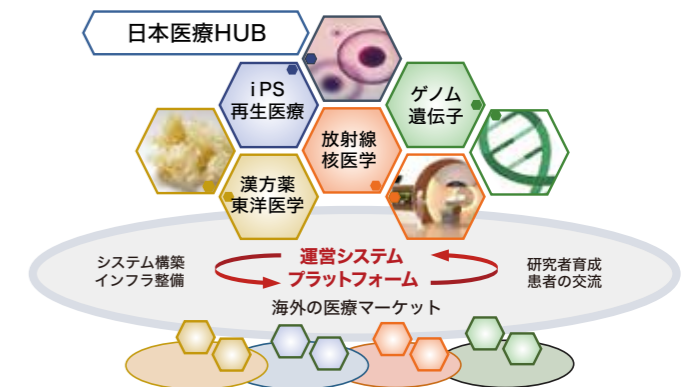 日本医療HUB
iPS
再生医療
ゲノム
遺伝子
放射線
核医学
漢方薬
東洋医学
システム構築
インフラ整備
運営システム
プラットフォーム
研究者育成
患者の交流
海外の医療マーケット